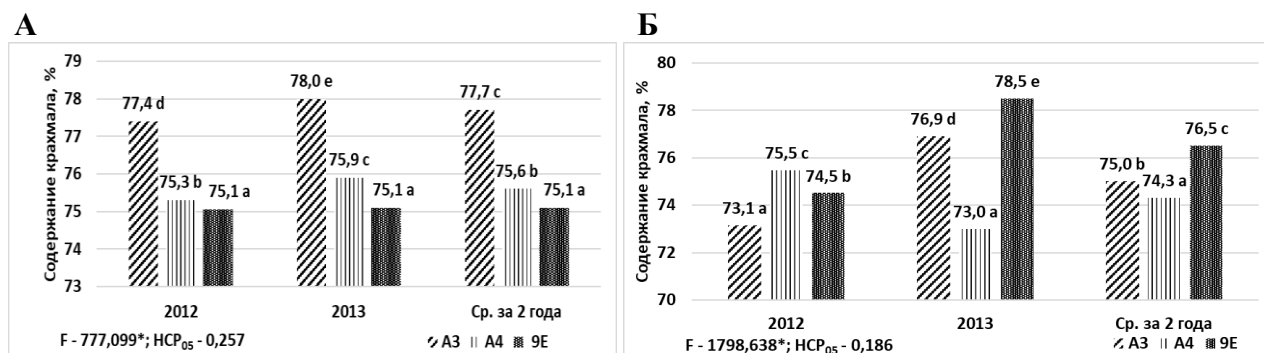 А
Содержание крахмала, %
79
78
77
76
75
74
73
77,4 d
75,3 b
75,1 a
78,0 e
75,9 c
75,1 a
77,7 c
75,6 b
75,1 a
2012
2013
Ср. за 2 года
F - 777,099*; НСР05 - 0,257
А3
А4
9Е
Б
Содержание крахмала, %
80
78
76
74
72
70
73,1 a
75,5 c
74,5 b
76,9 d
73,0 a
78,5 e
75,0 b
74,3 a
76,5 c
2012
2013
Ср. за 2 года
F - 1798,638*; НСР05 - 0,186
А3
А4
9Е